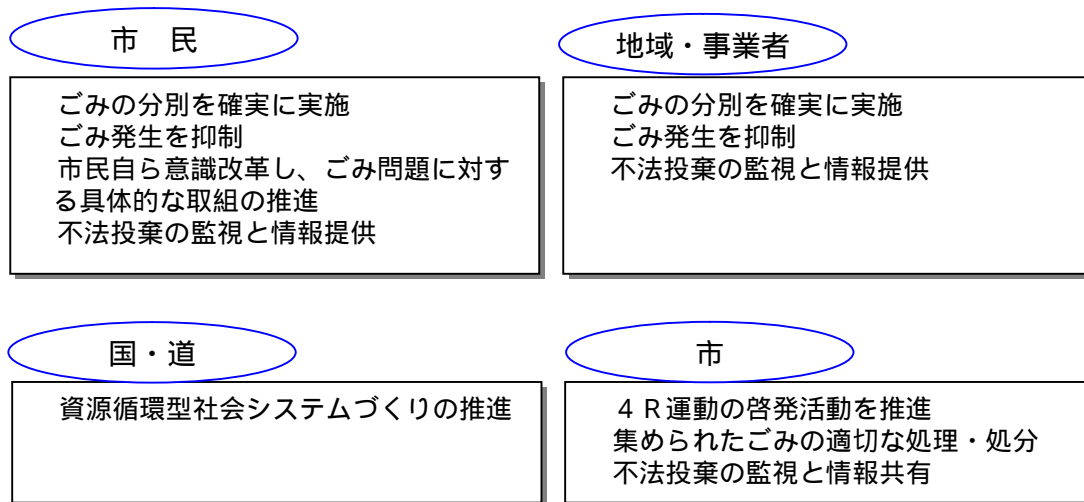 市　民
ごみの分別を確実に実施
ごみ発生を抑制
市民自ら意識改革し、ごみ問題に対す
る具体的な取組の推進
不法投棄の監視と情報提供
地域・事業者
ごみの分別を確実に実施
ごみ発生を抑制
不法投棄の監視と情報提供
国・道
資源循環型社会システムづくりの推進
市
４Ｒ運動の啓発活動を推進
集められたごみの適切な処理・処分
不法投棄の監視と情報共有